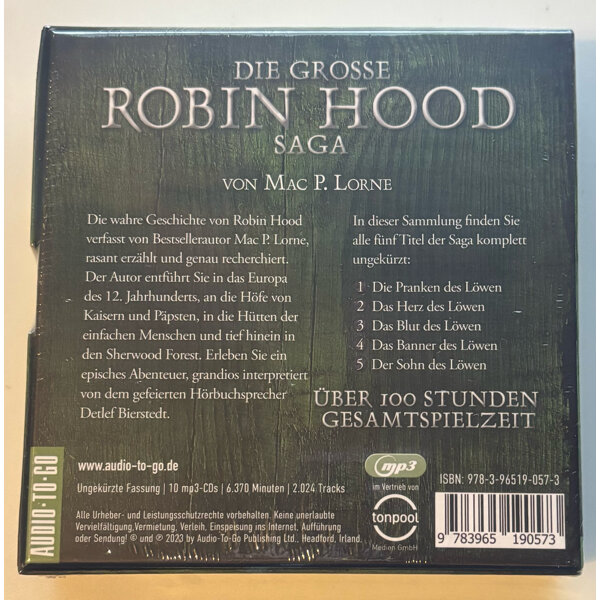 DIE GROSSE
ROBIN HOOD
SAGA
VON MAC P. LORNE
Die wahre Geschichte von Robin Hood
verfasst von Bestsellerautor Mac P. Lorne,
rasant erzählt und genau recherchiert.
Der Autor entführt Sie in das Europa
des 12. Jahrhunderts, an die Höfe von
Kaisern und Päpsten, in die Hütten der
einfachen Menschen und tief hinein in
den Sherwood Forest. Erleben Sie ein
episches Abenteuer, grandios interpretiert
von dem gefeierten Hörbuchsprecher
Detlef Bierstedt.
In dieser Sammlung finden Sie
alle fünf Titel der Saga komplett
ungekürzt:
1 Die Pranken des Löwen
2 Das Herz des Löwen
3 Das Blut des Löwen
4 Das Banner des Löwen
5 Der Sohn des Löwen
ÜBER 100 STUNDEN
GESAMTSPIELZEIT
AUDIO·TO·GO
www.audio-to-go.de
Ungekürzte Fassung | 10 mp3-CDs | 6.370 Minuten | 2.024 Tracks
Alle Urheber- und Leistungsschutzrechte vorbehalten. Keine unerlaubte
Vervielfältigung,Vermietung, Verleih, Einspeisung ins Internet, Aufführung
oder Sendung! © und ℗ 2023 by Audio-To-Go Publishing Ltd., Headford, Irland.
mp3
im Vertrieb von
tonpool
Medien GmbH
ISBN: 978-3-96519-057-3
9 783965 190573